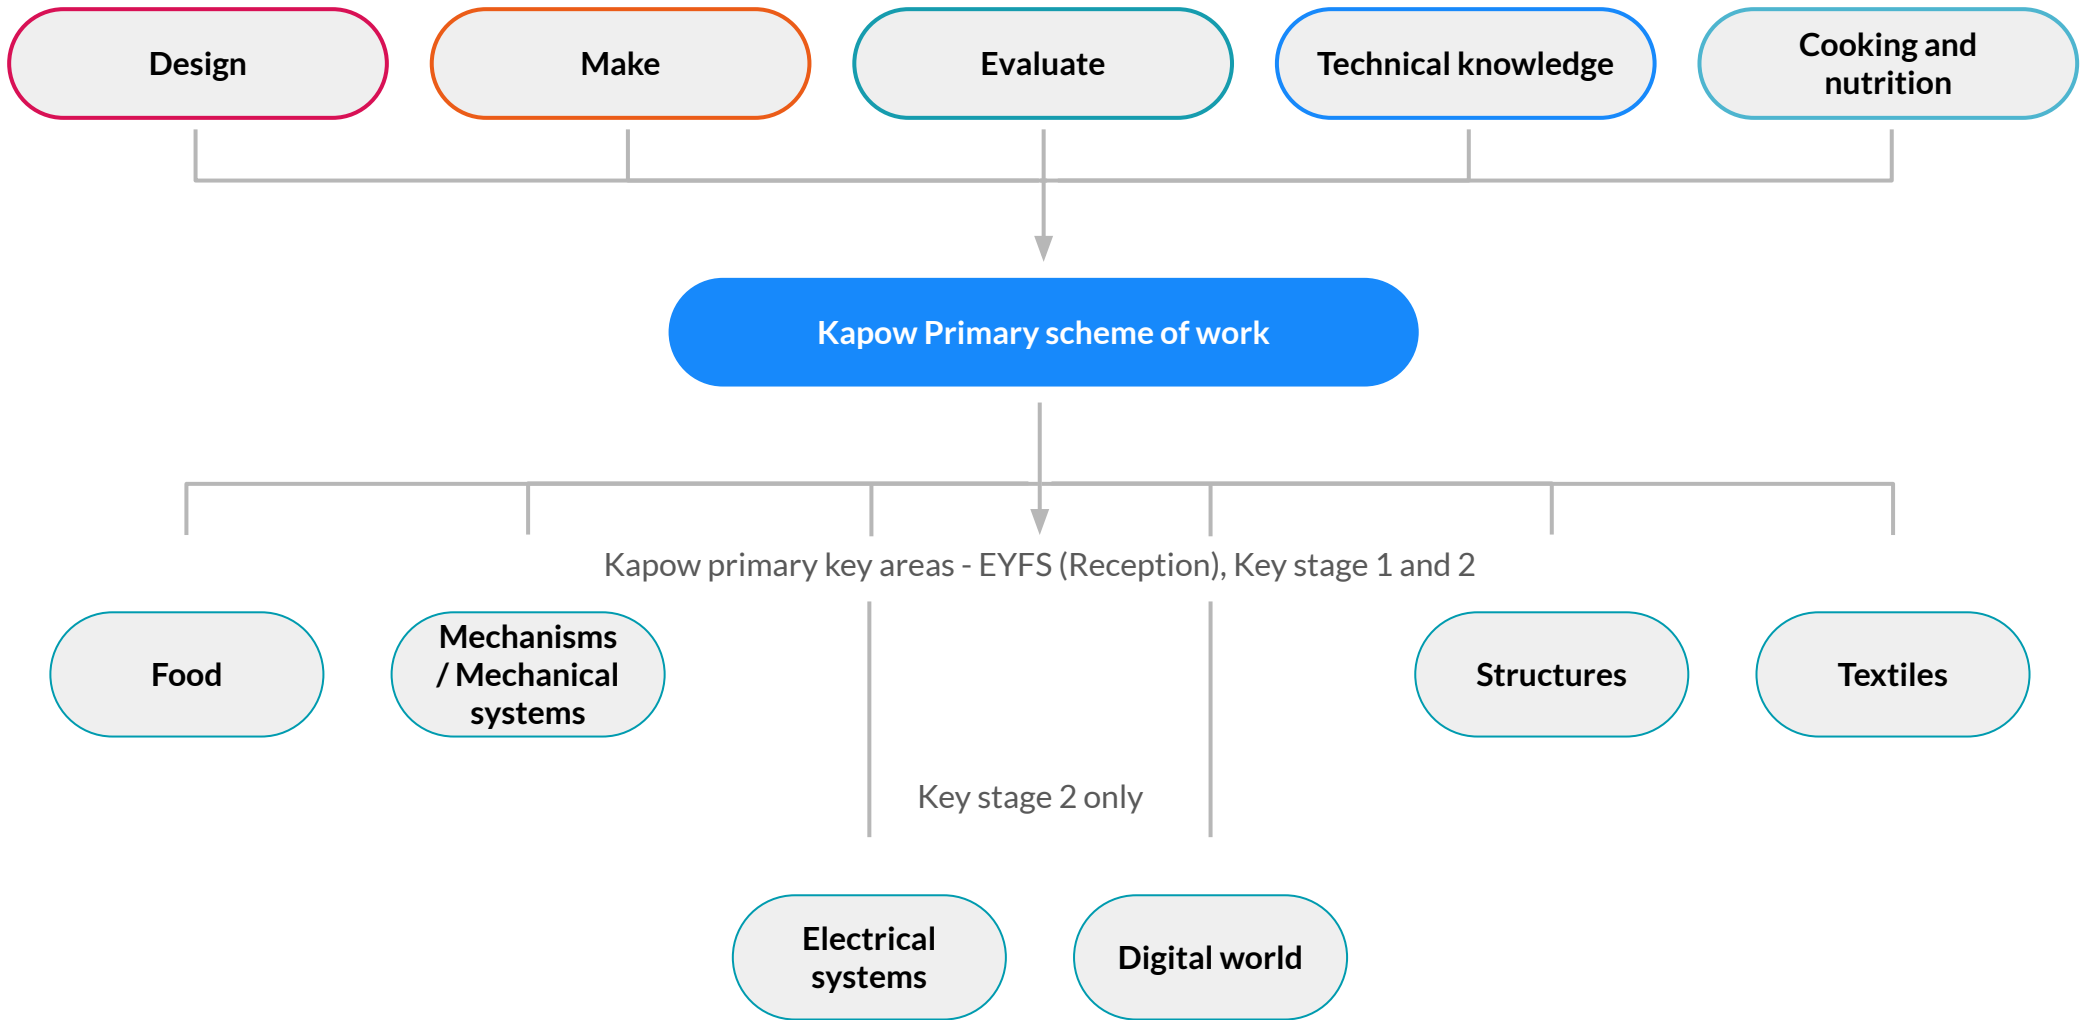 Design
Make
Evaluate
Technical knowledge
Cooking and
nutrition
Kapow Primary scheme of work
Kapow primary key areas - EYFS (Reception), Key stage 1 and 2
Food
Mechanisms
/ Mechanical
systems
Structures
Textiles
Key stage 2 only
Electrical
systems
Digital world